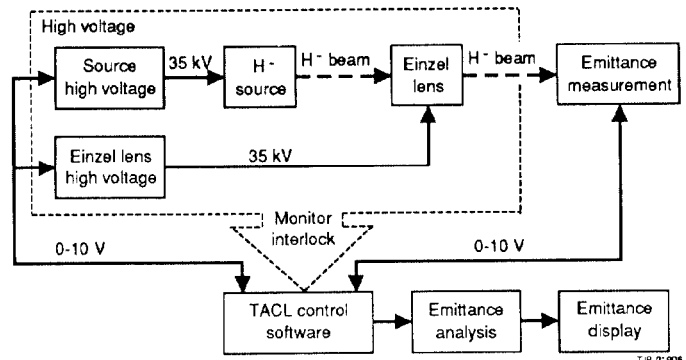 High voltage
Source
high voltage
35 kV
H⁻
source
H⁻ beam
Einzel
lens
H⁻ beam
Emittance
measurement
Einzel lens
high voltage
35 kV
Monitor
interlock
0-10 V
0-10 V
TACL control
software
Emittance
analysis
Emittance
display